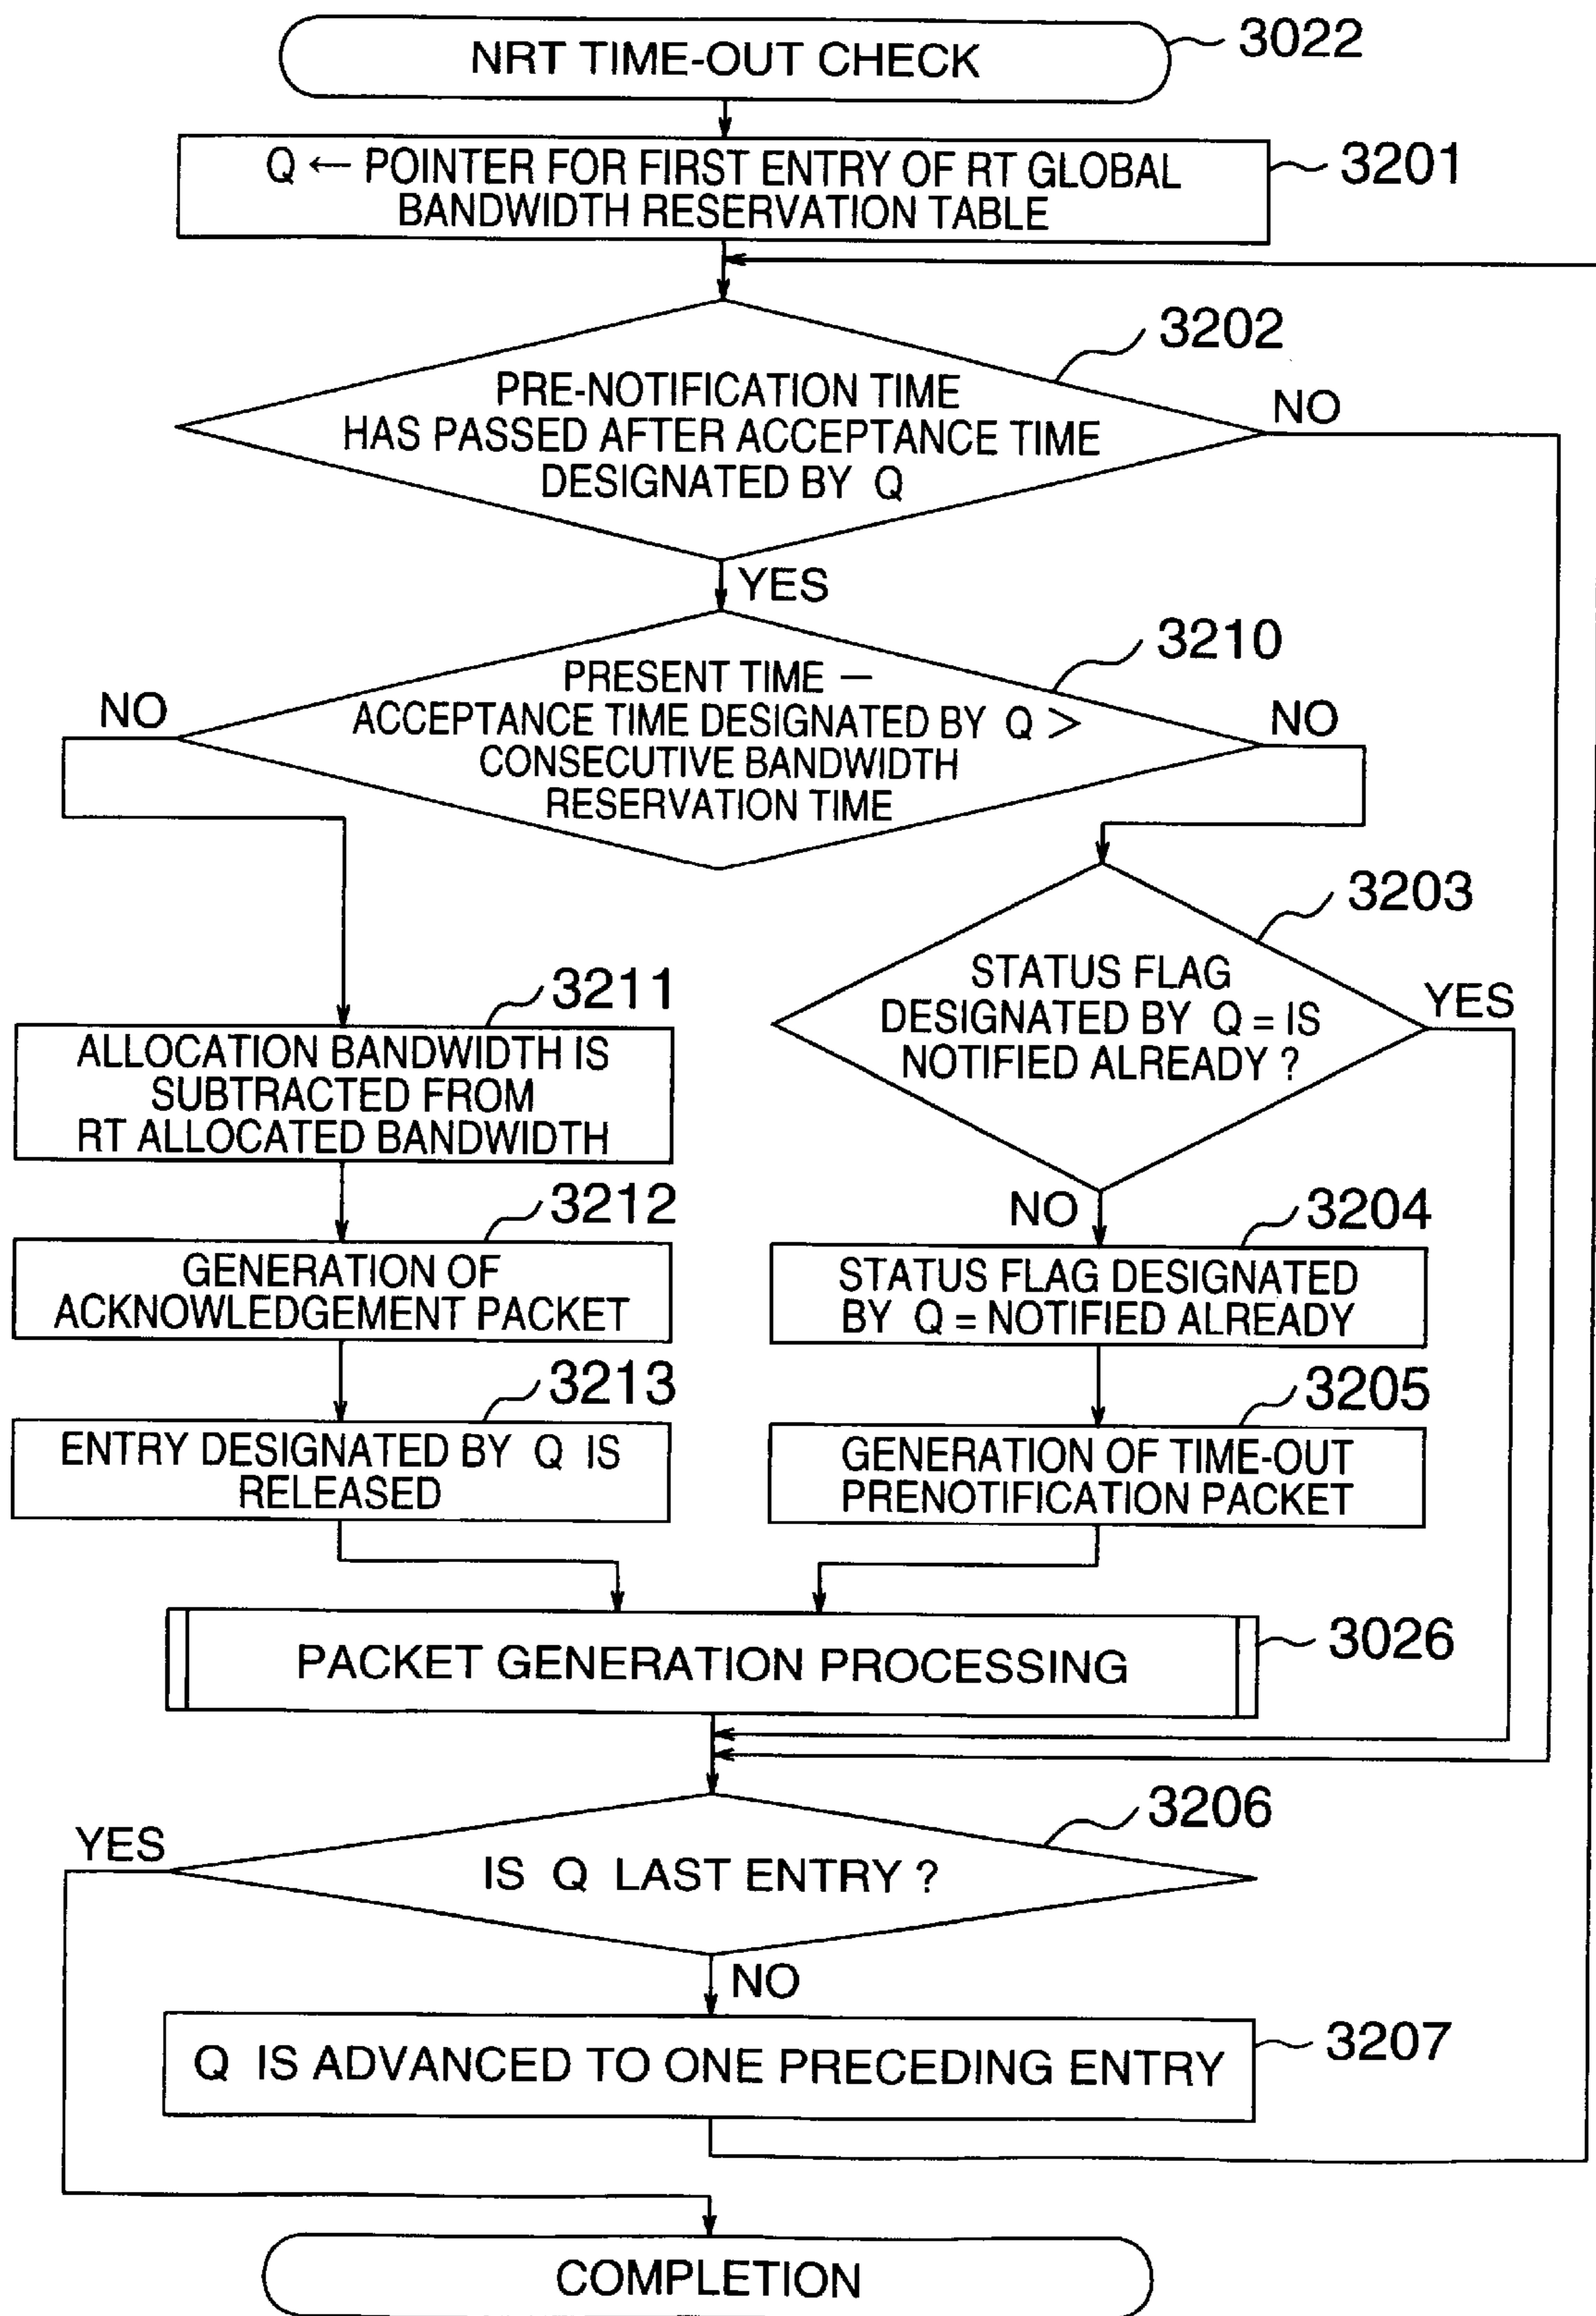 NRT TIME-OUT CHECK
3022
Q ← POINTER FOR FIRST ENTRY OF RT GLOBAL
BANDWIDTH RESERVATION TABLE
3201
3202
PRE-NOTIFICATION TIME
HAS PASSED AFTER ACCEPTANCE TIME
DESIGNATED BY Q
NO
YES
3210
PRESENT TIME —
ACCEPTANCE TIME DESIGNATED BY Q >
CONSECUTIVE BANDWIDTH
RESERVATION TIME
NO
NO
3203
STATUS FLAG
DESIGNATED BY Q = IS
NOTIFIED ALREADY ?
YES
NO
3211
ALLOCATION BANDWIDTH IS
SUBTRACTED FROM
RT ALLOCATED BANDWIDTH
3212
GENERATION OF
ACKNOWLEDGEMENT PACKET
3213
ENTRY DESIGNATED BY Q IS
RELEASED
3204
STATUS FLAG DESIGNATED
BY Q = NOTIFIED ALREADY
3205
GENERATION OF TIME-OUT
PRENOTIFICATION PACKET
PACKET GENERATION PROCESSING
3026
3206
IS Q LAST ENTRY ?
YES
NO
Q IS ADVANCED TO ONE PRECEDING ENTRY
3207
COMPLETION